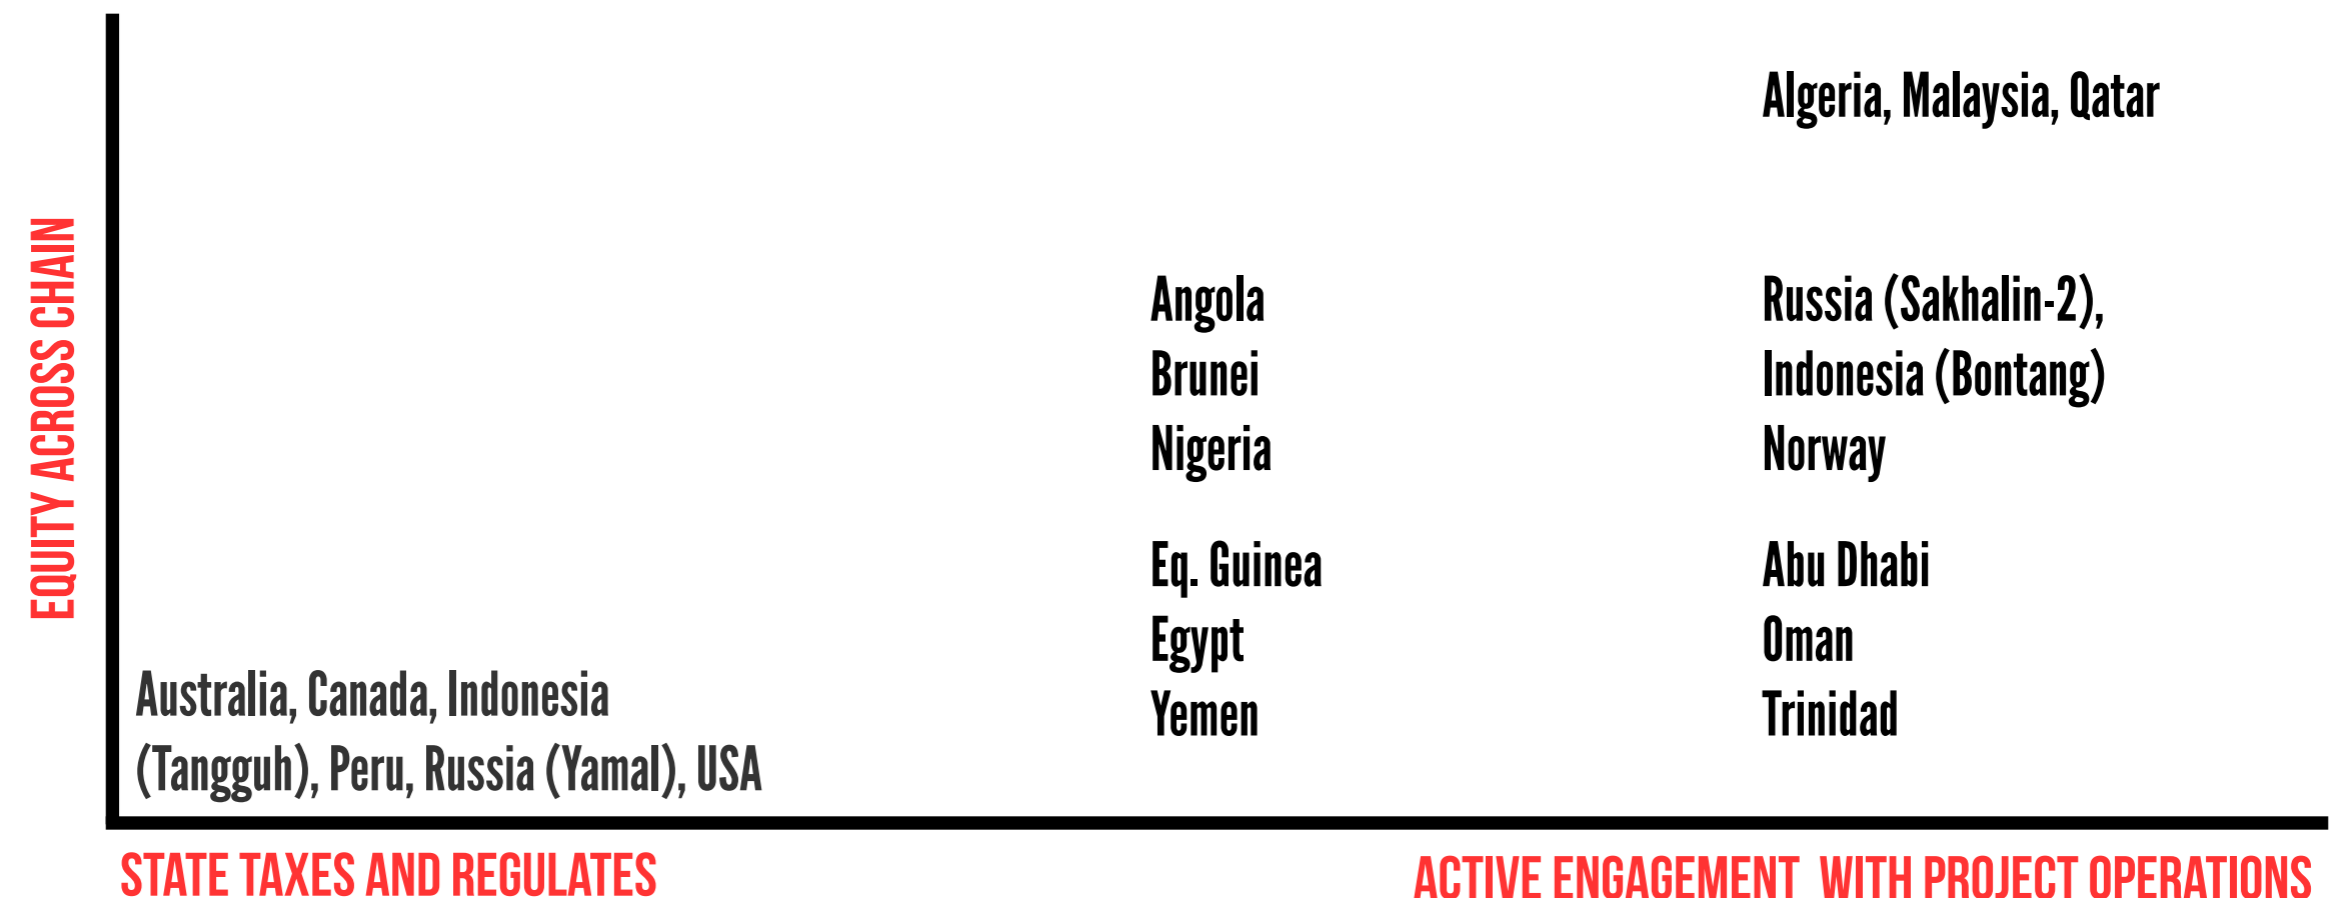 EQUITY ACROSS CHAIN
Algeria, Malaysia, Qatar
Angola
Brunei
Nigeria
Russia (Sakhalin-2),
Indonesia (Bontang)
Norway
Eq. Guinea
Egypt
Yemen
Abu Dhabi
Oman
Trinidad
Australia, Canada, Indonesia
(Tangguh), Peru, Russia (Yamal), USA
STATE TAXES AND REGULATES
ACTIVE ENGAGEMENT WITH PROJECT OPERATIONS